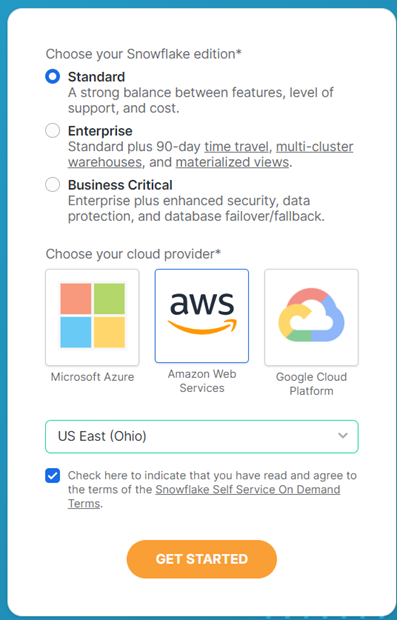 Choose your Snowflake edition*
Standard
A strong balance between features, level of
support, and cost.
Enterprise
Standard plus 90-day time travel, multi-cluster
warehouses, and materialized views.
Business Critical
Enterprise plus enhanced security, data
protection, and database failover/fallback.
Choose your cloud provider*
aws
Microsoft Azure
Amazon Web
Services
Google Cloud
Platform
US East (Ohio)
Check here to indicate that you have read and agree to
the terms of the Snowflake Self Service On Demand
Terms.
GET STARTED